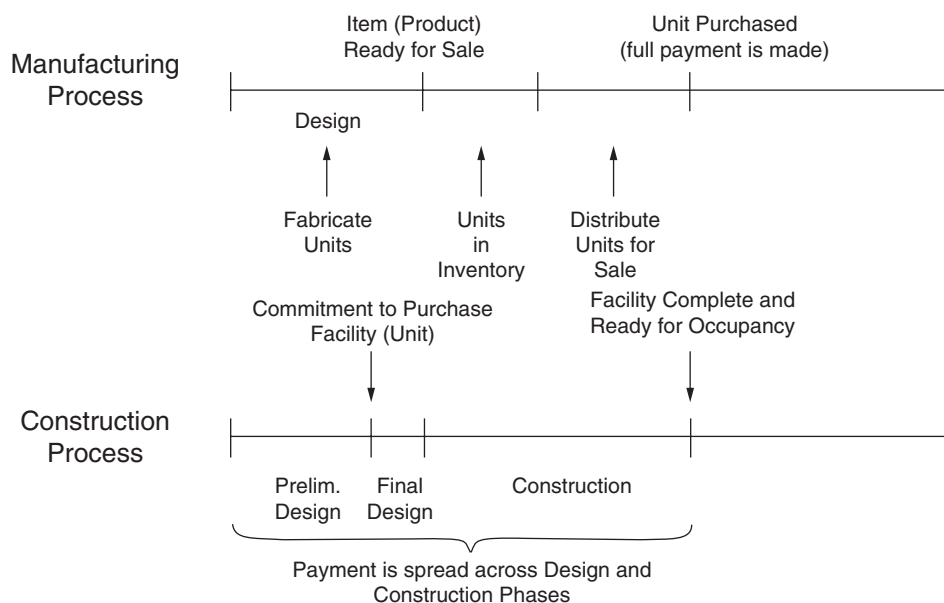 Item (Product)
Ready for Sale
Unit Purchased
(full payment is made)
Manufacturing
Process
Design
Fabricate
Units
Units
in
Inventory
Distribute
Units for
Sale
Commitment to Purchase
Facility (Unit)
Facility Complete and
Ready for Occupancy
Construction
Process
Prelim.
Design
Final
Design
Construction
Payment is spread across Design and
Construction Phases